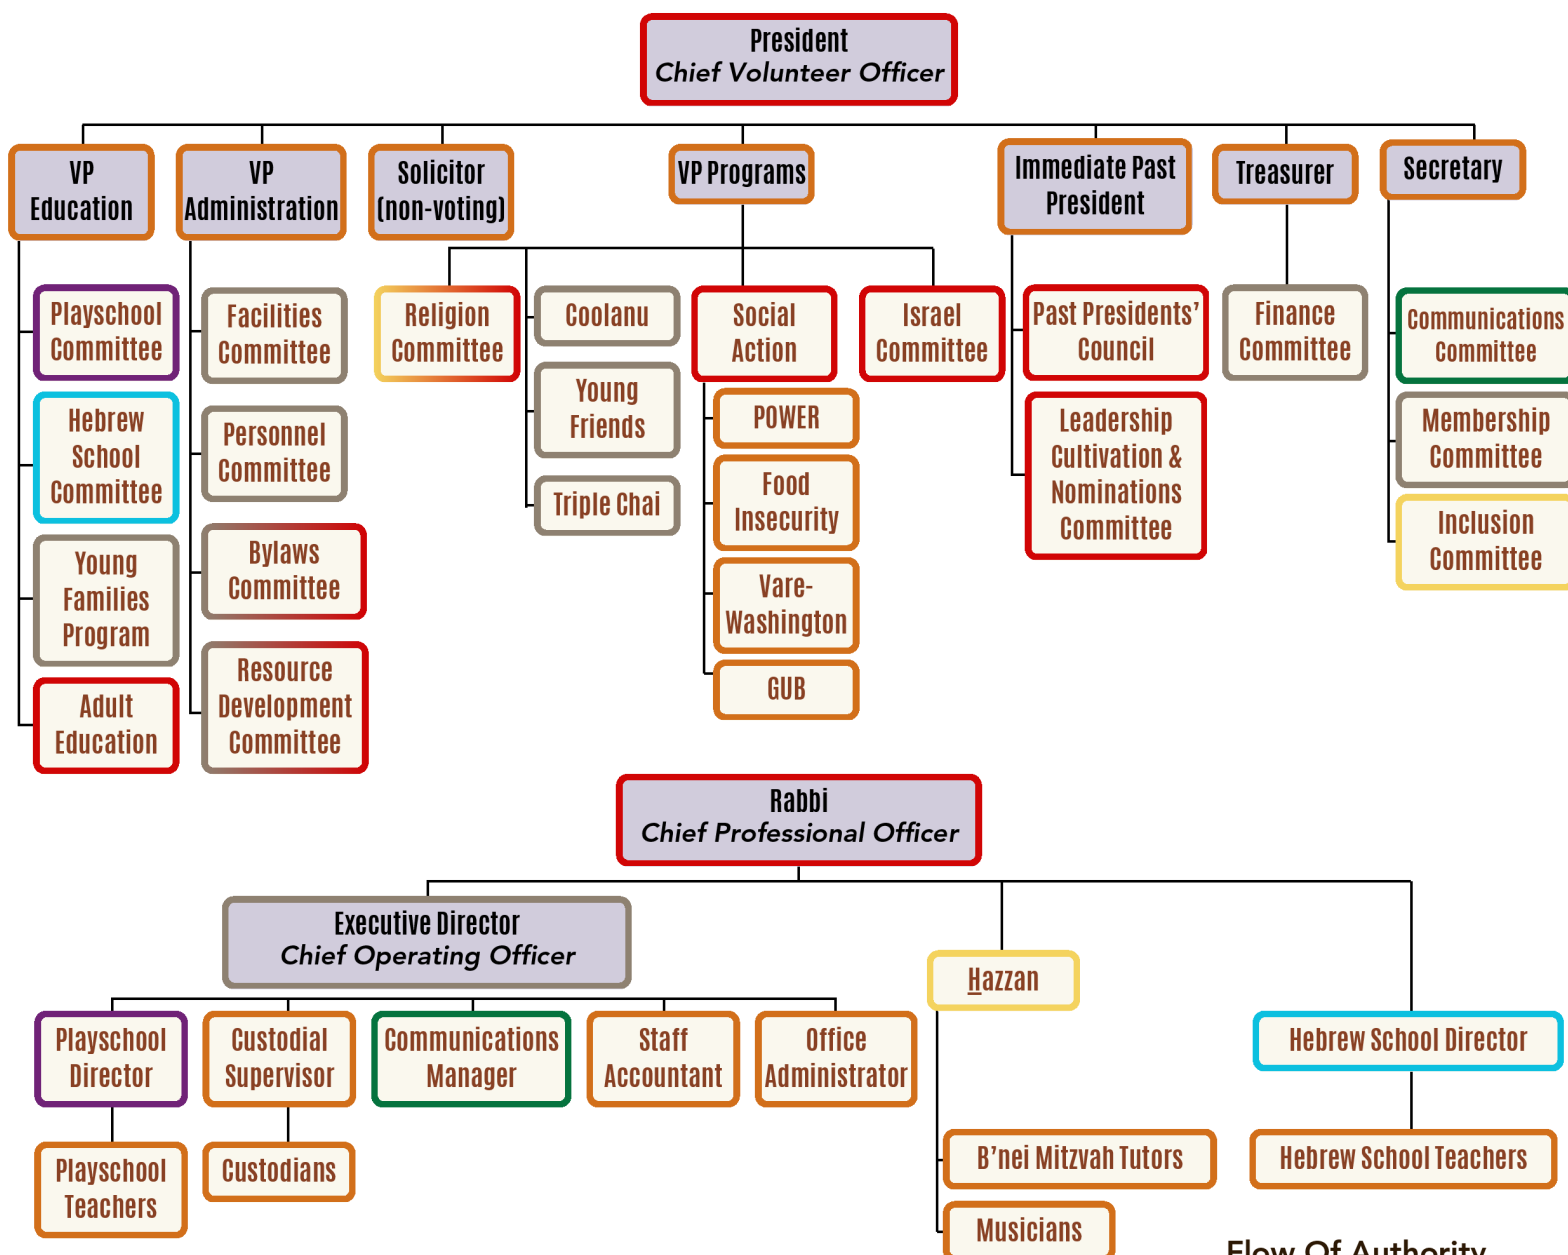 President
Chief Volunteer Officer
VP
Education
VP
Administration
Solicitor
(non-voting)
VP Programs
Immediate Past
President
Treasurer
Secretary
Playschool
Committee
Hebrew
School
Committee
Young
Families
Program
Adult
Education
Facilities
Committee
Personnel
Committee
Bylaws
Committee
Resource
Development
Committee
Religion
Committee
Coolanu
Young
Friends
Triple Chai
Social
Action
POWER
Food
Insecurity
Vare-
Washington
GUB
Israel
Committee
Past Presidents’
Council
Leadership
Cultivation &
Nominations
Committee
Finance
Committee
Communications
Committee
Membership
Committee
Inclusion
Committee
Rabbi
Chief Professional Officer
Executive Director
Chief Operating Officer
Playschool
Director
Playschool
Teachers
Custodial
Supervisor
Custodians
Communications
Manager
Staff
Accountant
Office
Administrator
Hazzan
B’nei Mitzvah Tutors
Musicians
Hebrew School Director
Hebrew School Teachers
Flow Of Authority